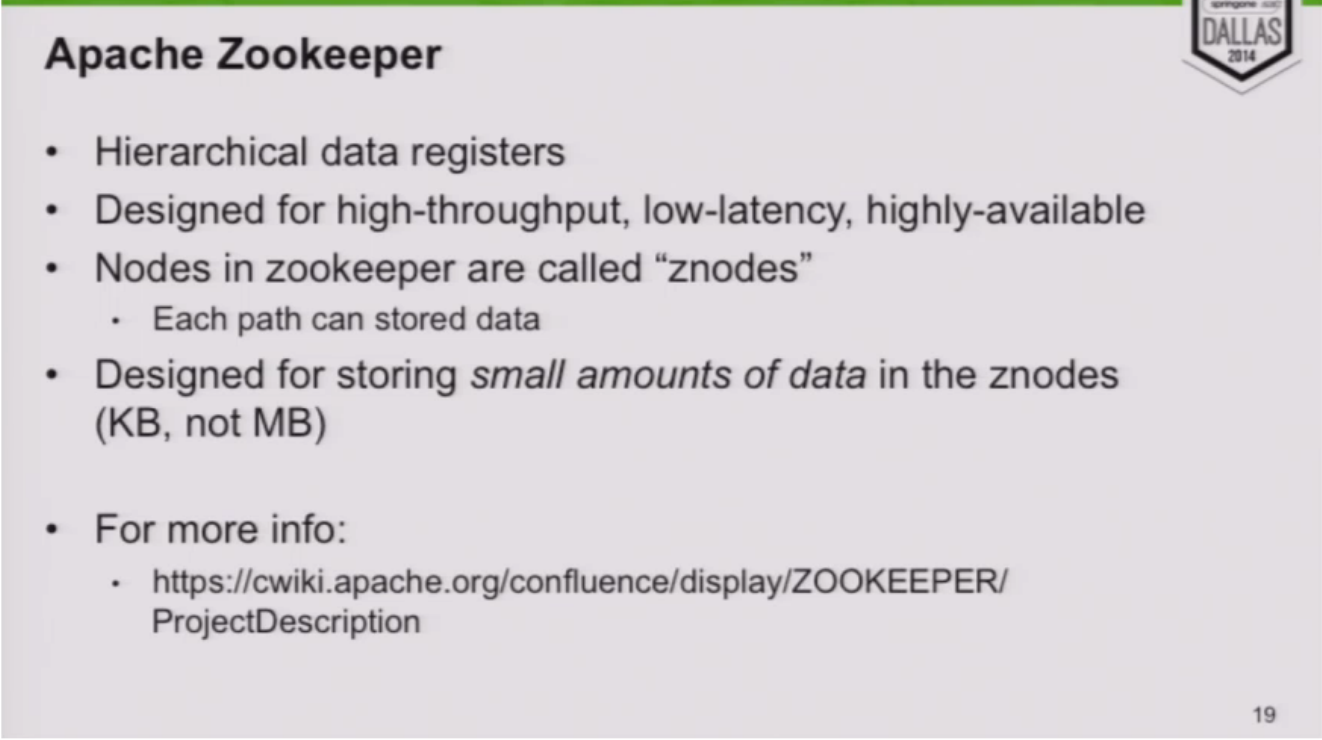 DALLAS
2014
Apache Zookeeper
• Hierarchical data registers
• Designed for high-throughput, low-latency, highly-available
• Nodes in zookeeper are called “znodes”
• Each path can stored data
• Designed for storing small amounts of data in the znodes
(KB, not MB)
• For more info:
• https://cwiki.apache.org/confluence/display/ZOOKEEPER/
ProjectDescription
19